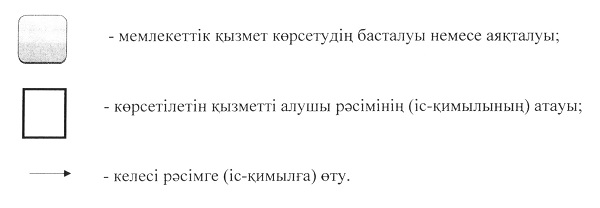 - мемлекеттік қызмет көрсетудің басталуы немесе аяқталуы;
- көрсетілетін қызметті алушы рәсімінің (іс-қимылының) атауы;
- келесі рәсімге (іс-қимылға) өту.